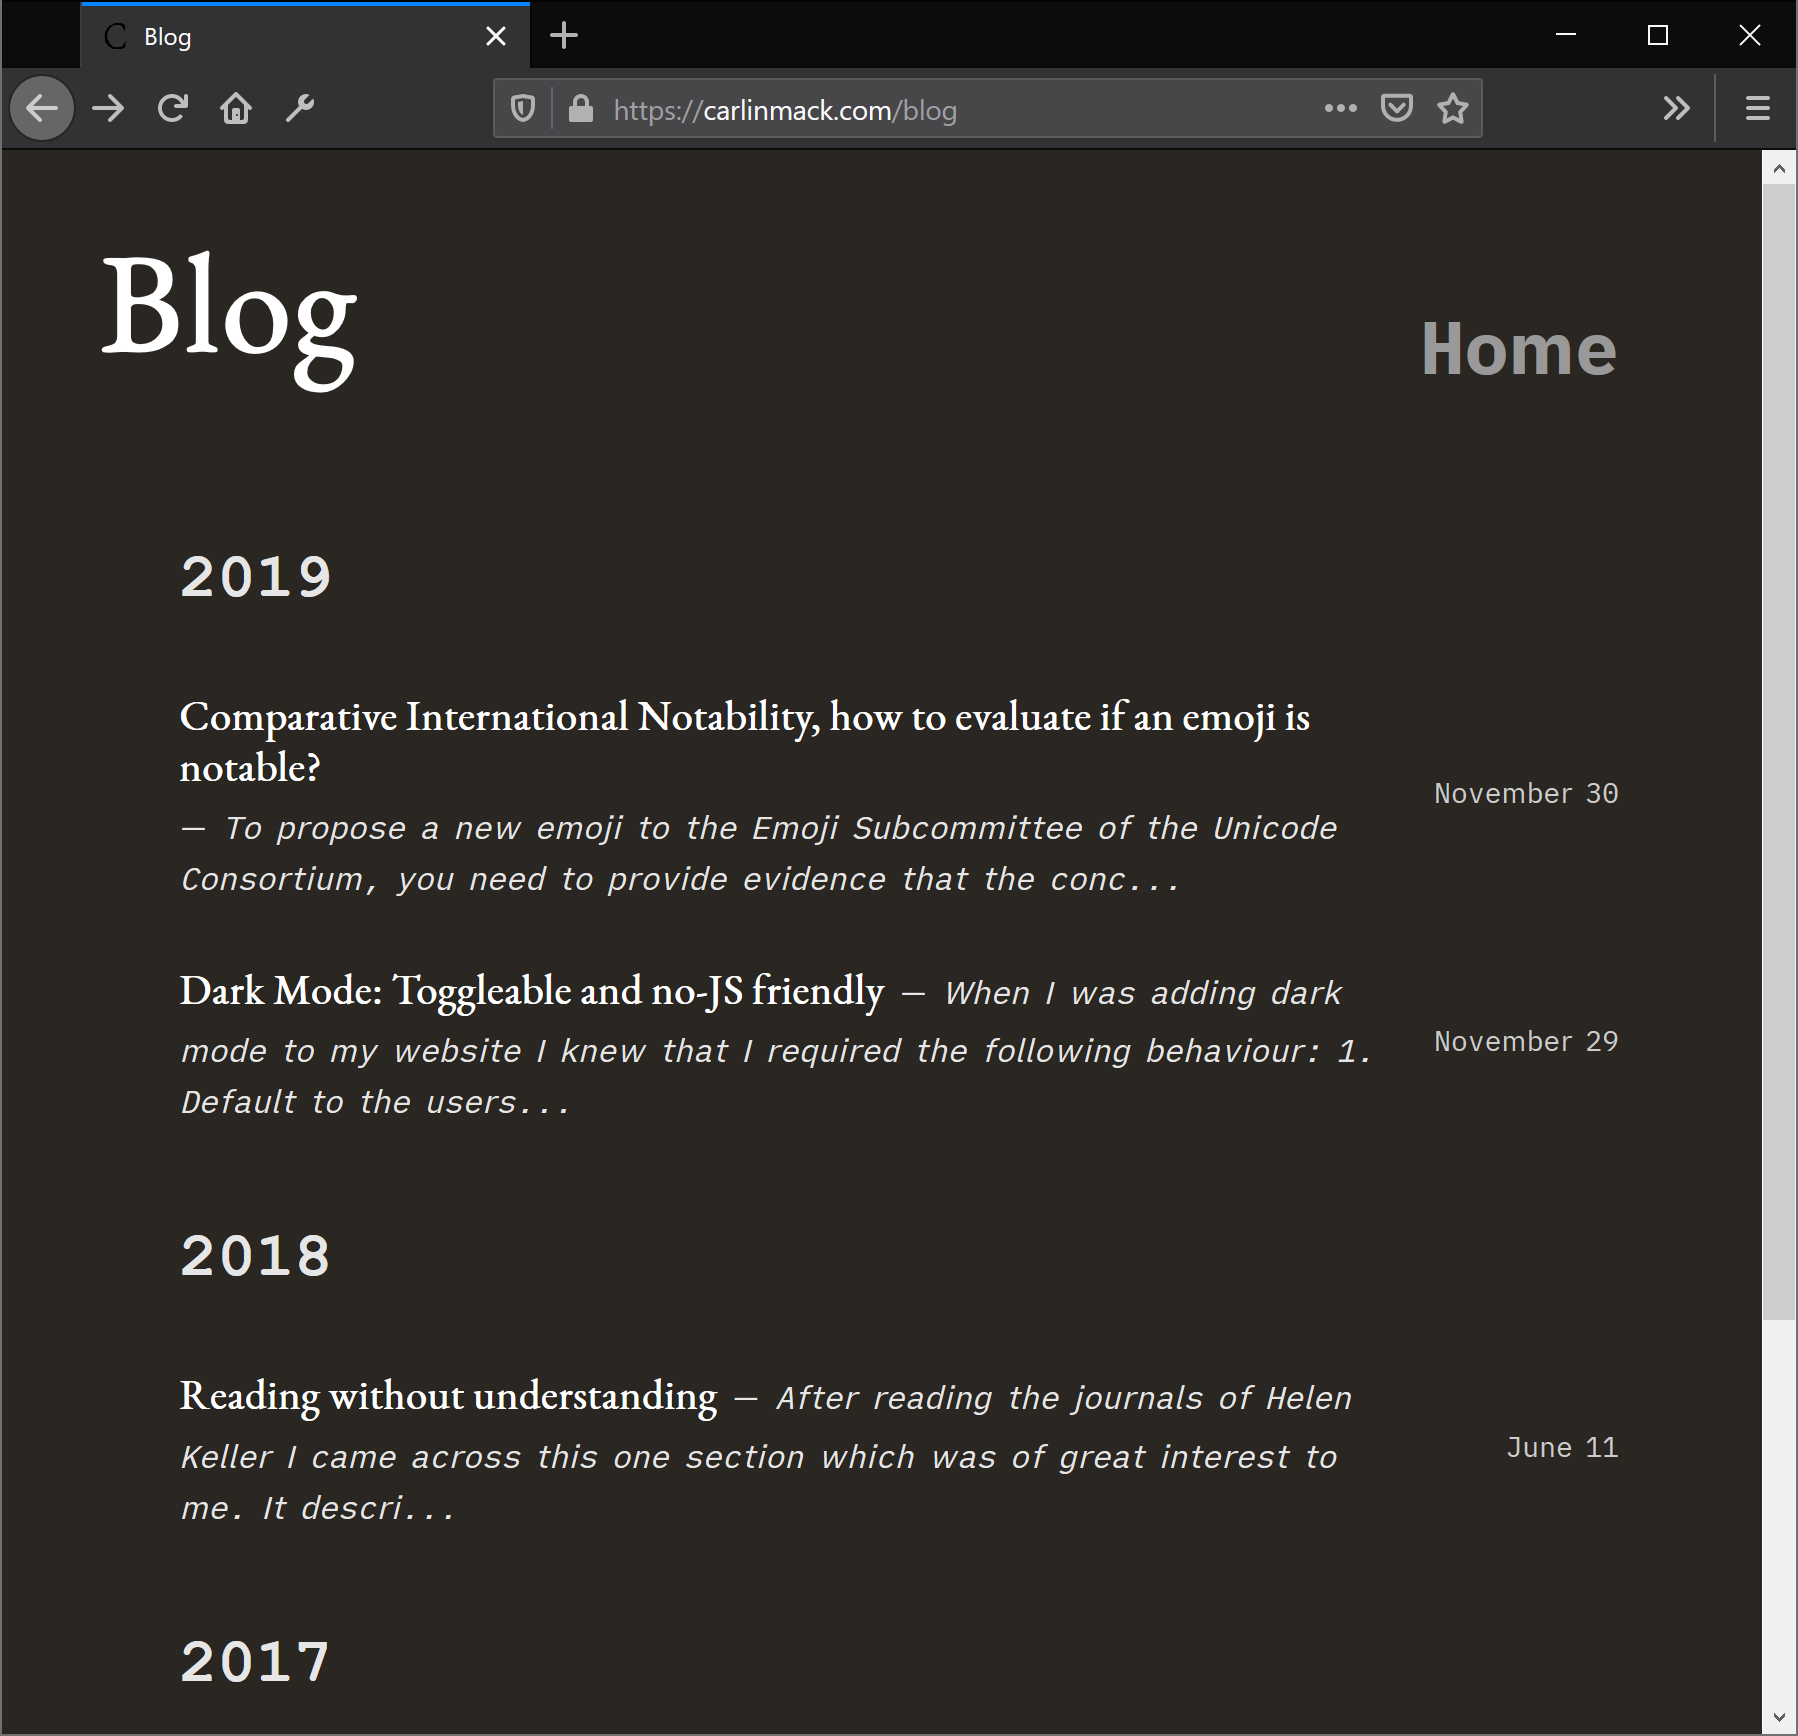 Blog
https://carlinmack.com/blog
Blog
Home
2019
Comparative International Notability, how to evaluate if an emoji is
notable?
— To propose a new emoji to the Emoji Subcommittee of the Unicode
Consortium, you need to provide evidence that the conc...
November 30
Dark Mode: Toggleable and no-JS friendly — When I was adding dark
mode to my website I knew that I required the following behaviour: 1.
Default to the users...
November 29
2018
Reading without understanding — After reading the journals of Helen
Keller I came across this one section which was of great interest to
me. It descri...
June 11
2017